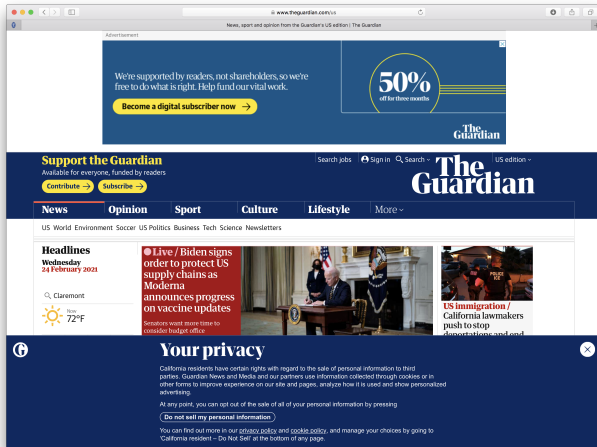 www.theguardian.com/us
News, sport and opinion from the Guardian's US edition | The Guardian
Advertisement
We're supported by readers, not shareholders, so we're
free to do what is right. Help fund our vital work.
Become a digital subscriber now →
50%
off for three months
The
Guardian
Support the Guardian
Available for everyone, funded by readers
Contribute →
Subscribe →
Search jobs
Sign in
Search
US edition
The
Guardian
News
Opinion
Sport
Culture
Lifestyle
More
US World Environment Soccer US Politics Business Tech Science Newsletters
Headlines
Wednesday
24 February 2021
Claremont
Now
72°F
Live / Biden signs
order to protect US
supply chains as
Moderna
announces progress
on vaccine updates
Senators want more time to
consider budget office
POLICE
ICE
US immigration /
California lawmakers
push to stop
deportations and end
Your privacy
California residents have certain rights with regard to the sale of personal information to third
parties. Guardian News and Media and our partners use information collected through cookies or in
other forms to improve experience on our site and pages, analyze how it is used and show personalized
advertising.
At any point, you can opt out of the sale of all of your personal information by pressing
Do not sell my personal information
You can find out more in our privacy policy and cookie policy, and manage your choices by going to
'California resident – Do Not Sell' at the bottom of any page.